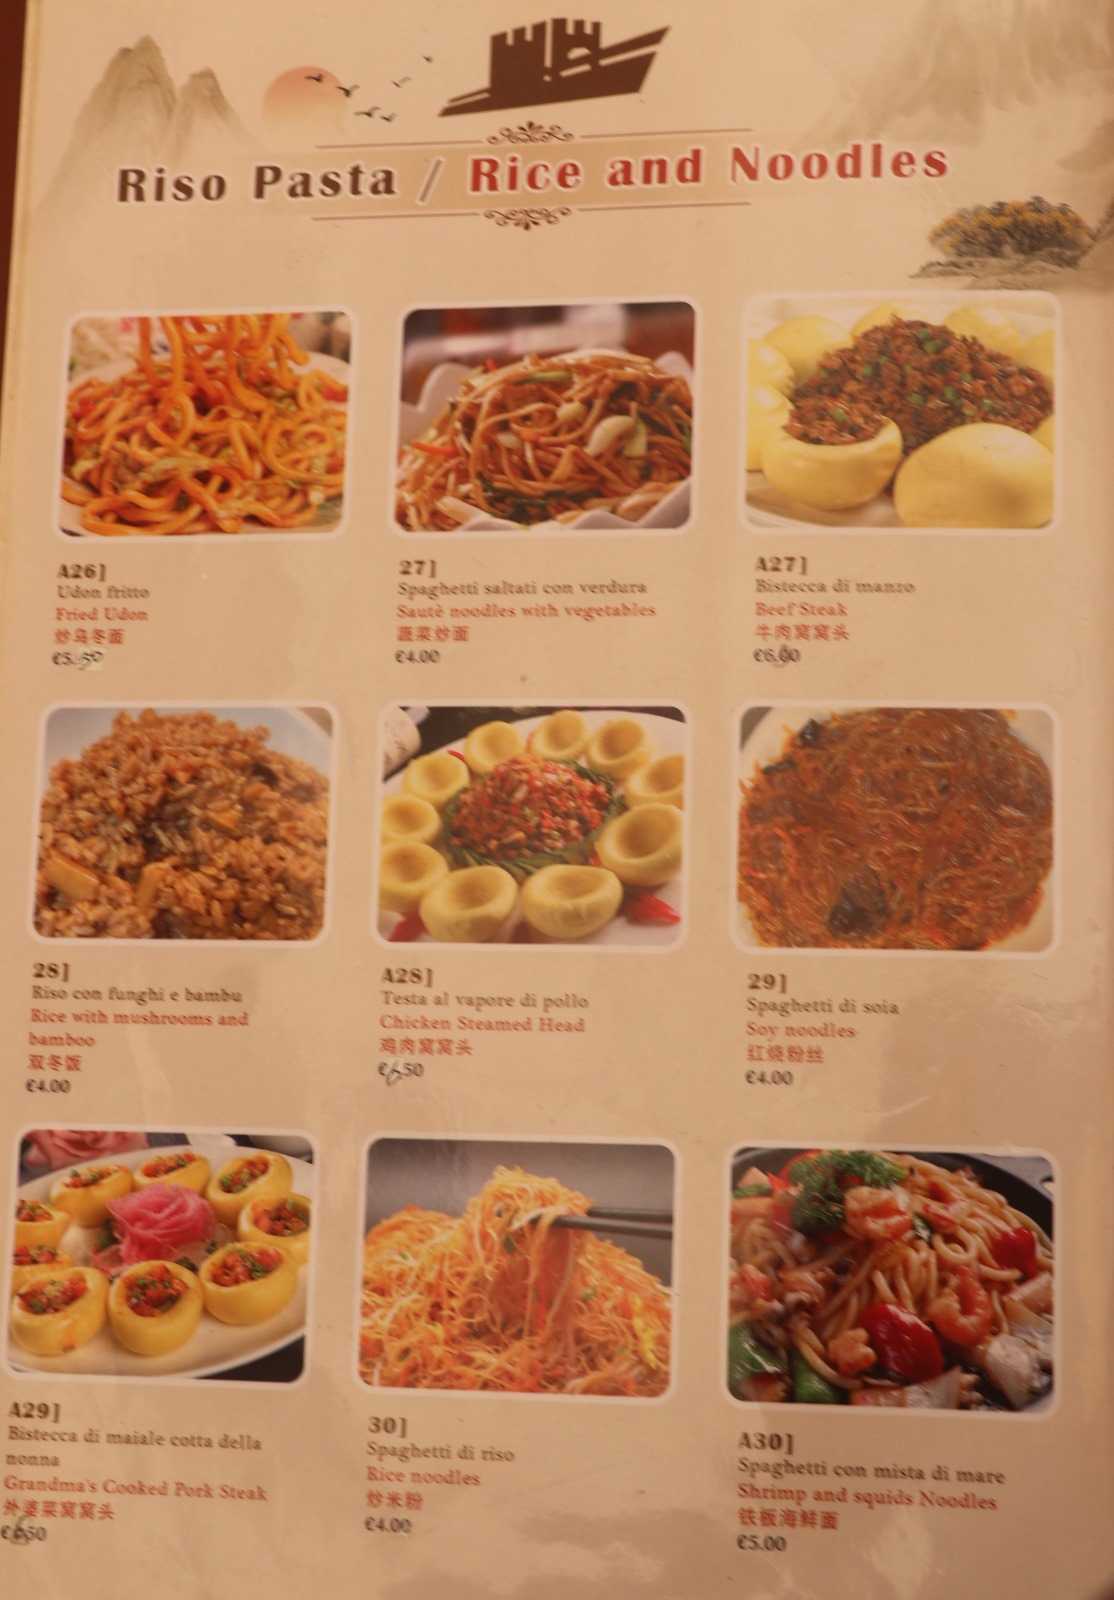 Riso Pasta / Rice and Noodles
A26]
Udon fritto
Fried Udon
炒乌冬面
€5.50
27]
Spaghetti saltati con verdura
Sautè noodles with vegetables
蔬菜炒面
€4.00
A27]
Bistecca di manzo
Beef Steak
牛肉窝窝头
28]
Riso con funghi e bambu
Rice with mushrooms and
bamboo
双冬饭
€4.00
A28]
Testa al vapore di pollo
Chicken Steamed Head
鸡肉窝窝头
€6.50
29]
Spaghetti di soia
Soy noodles
红烧粉丝
€4.00
A29]
Bistecca di maiale cotta della
nonna
Grandma's Cooked Pork Steak
外婆菜窝窝头
€6.50
30]
Spaghetti di riso
Rice noodles
炒米粉
€4.00
A30]
Spaghetti con mista di mare
Shrimp and squids Noodles
铁板海鲜面
€5.00